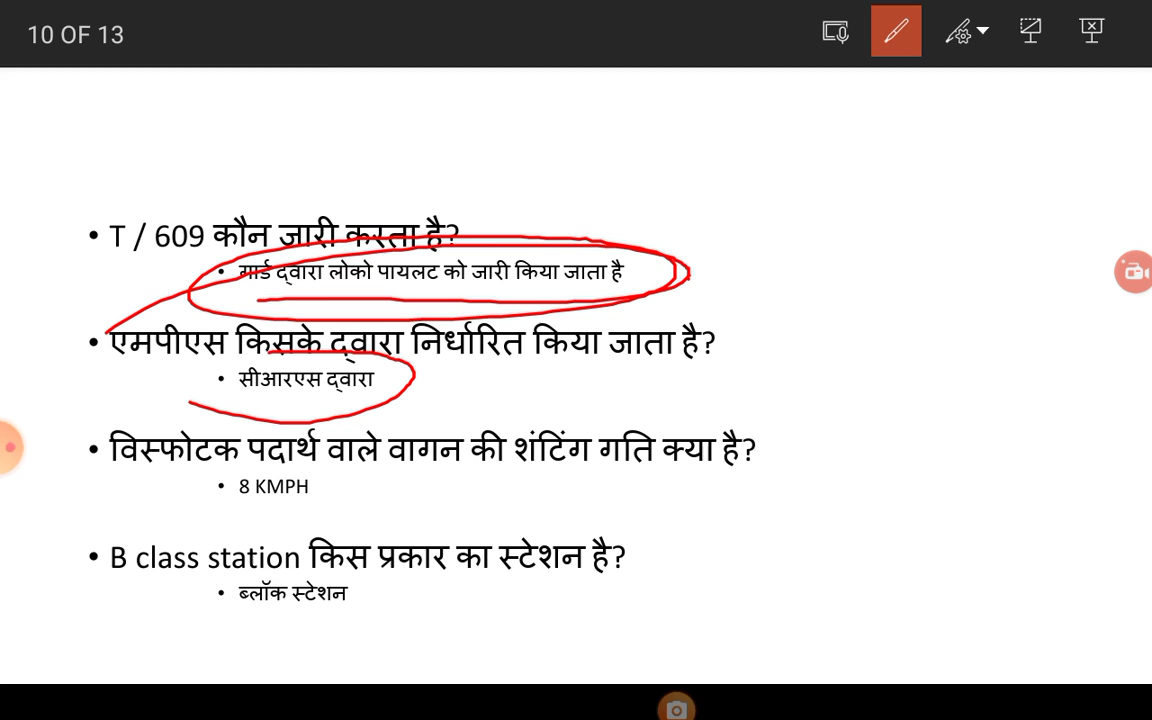 10 OF 13
• T / 609 कौन जारी करता है?
• गार्ड द्वारा लोको पायलट को जारी किया जाता है
• एमपीएस किसके द्वारा निर्धारित किया जाता है?
• सीआरएस द्वारा
• विस्फोटक पदार्थ वाले वागन की शंटिंग गति क्या है?
• 8 KMPH
• B class station किस प्रकार का स्टेशन है?
• ब्लॉक स्टेशन